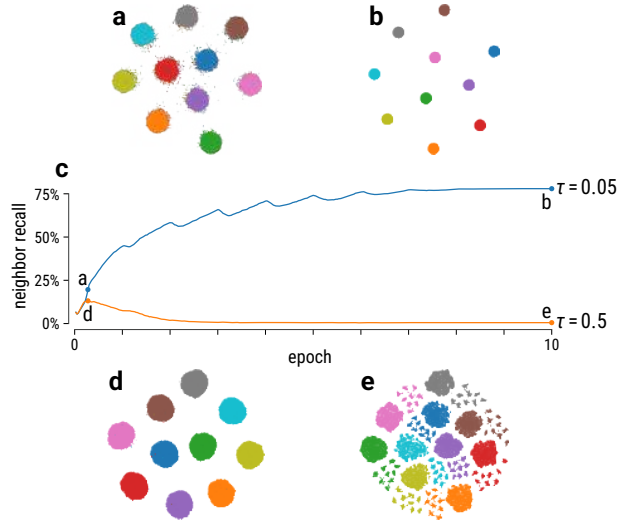 a
b
c
75%
50%
25%
0%
neighbor recall
a
d
b
τ = 0.05
e
τ = 0.5
0
10
epoch
d
e